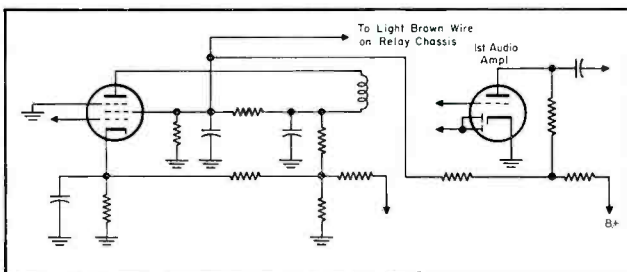 To Light Brown Wire
on Relay Chassis
1st Audio
Ampl
B+